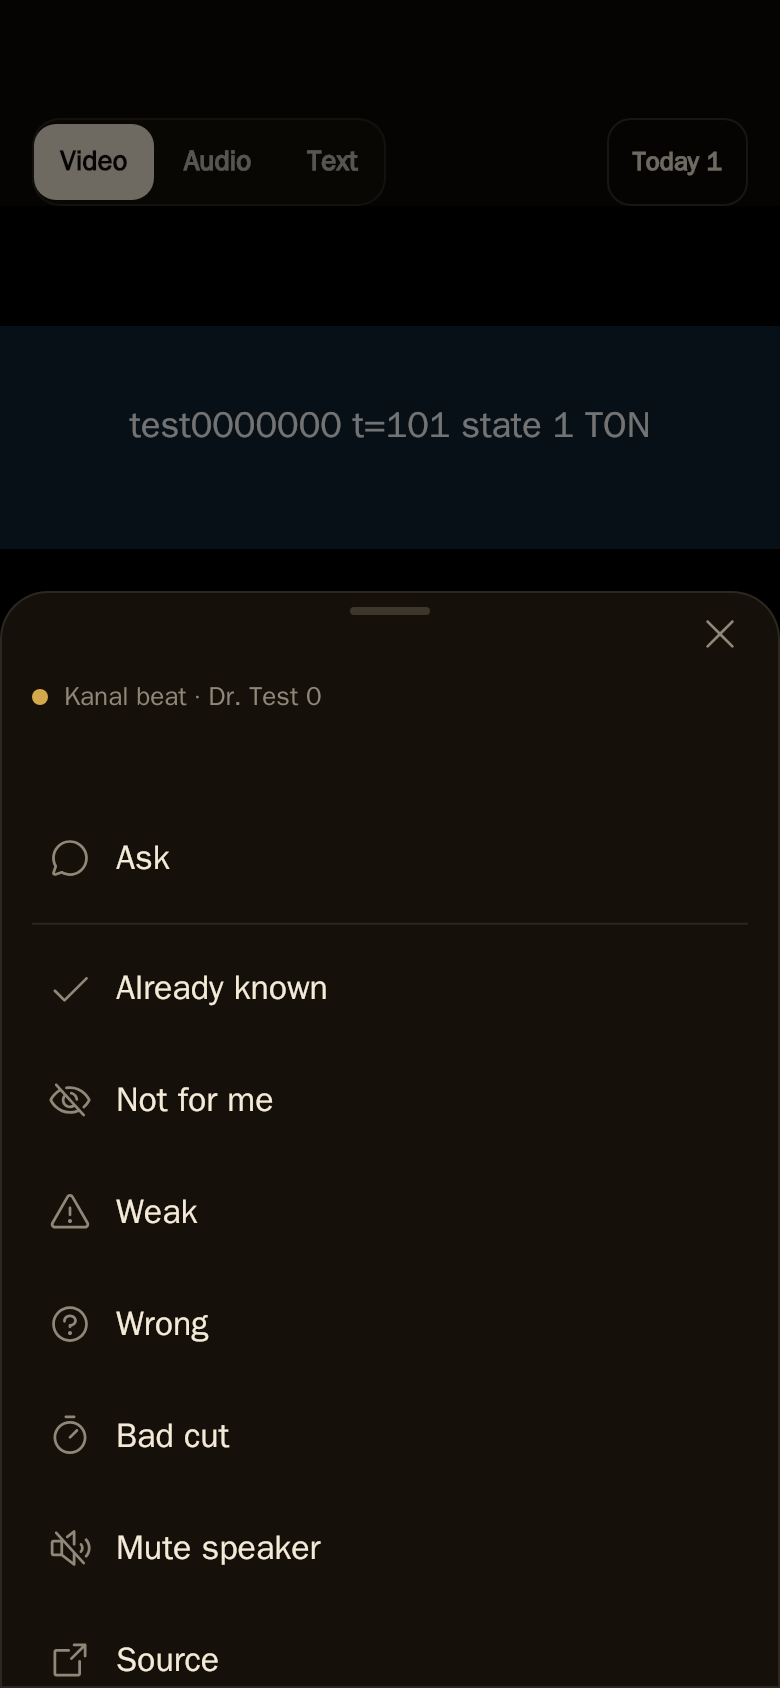 Video Audio Text Today 1
test0000000 t=101 state 1 TON
Kanal beat · Dr. Test 0
Ask
Already known
Not for me
Weak
Wrong
Bad cut
Mute speaker
Source